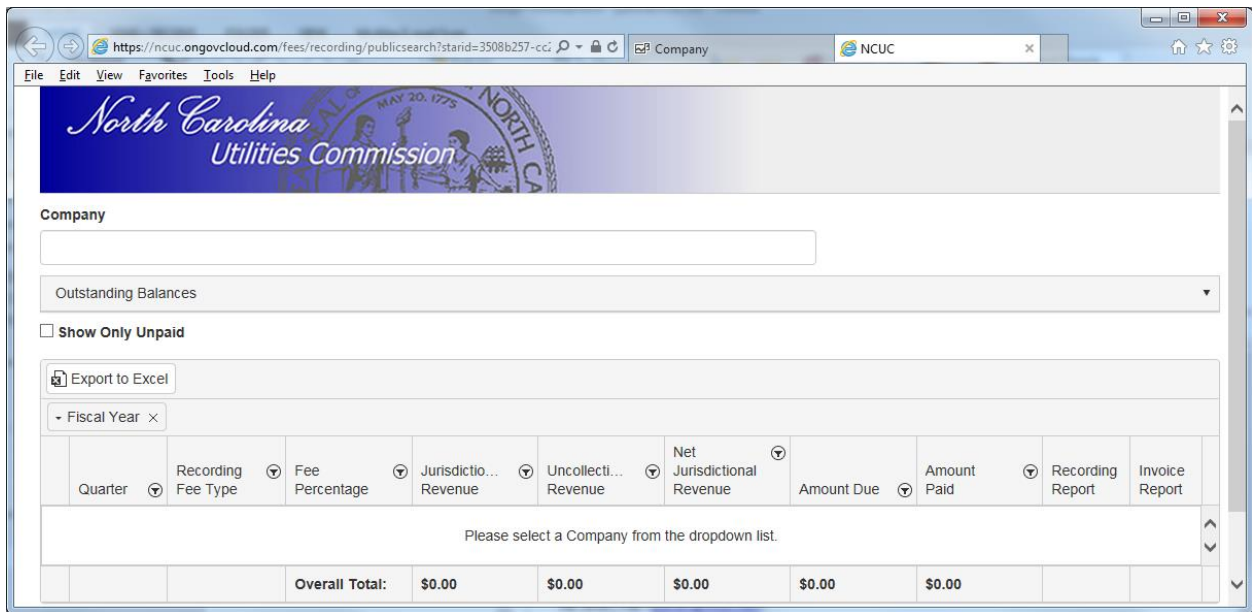 https://ncuc.ongovcloud.com/fees/recording/publicsearch?starid=3508b257-cc2
Company
NCUC
File Edit View Favorites Tools Help
MAY 20, 1775
NORTH CA
North Carolina
Utilities Commission
Company
Outstanding Balances
Show Only Unpaid
Export to Excel
Fiscal Year
Quarter
Recording
Fee Type
Fee
Percentage
Jurisdictio...
Revenue
Uncollecti...
Revenue
Net
Jurisdictional
Revenue
Amount Due
Amount
Paid
Recording
Report
Invoice
Report
Please select a Company from the dropdown list.
Overall Total: $0.00 $0.00 $0.00 $0.00 $0.00